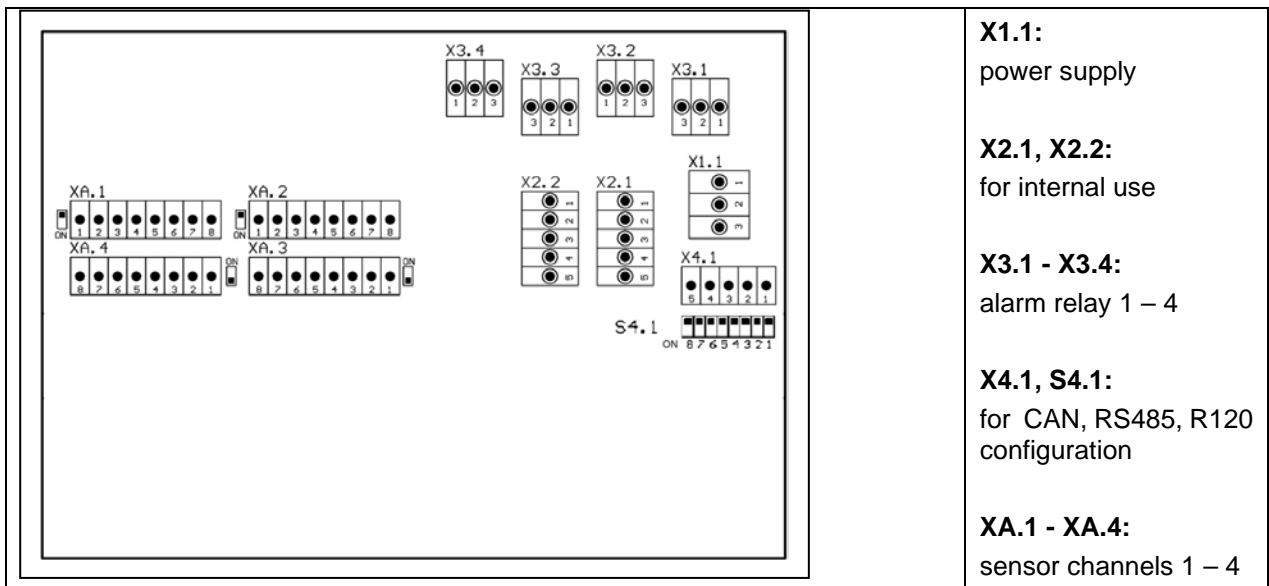 X3.4
X3.2
X3.3
X3.1
1 2 3
1 2 3
3 2 1
3 2 1
X1.1
1
2
3
XA.1
XA.2
X2.2
X2.1
1
2
3
4
5
1
2
3
4
5
ON 1 2 3 4 5 6 7 8
ON 1 2 3 4 5 6 7 8
XA.4
XA.3
X4.1
8 7 6 5 4 3 2 1 ON
8 7 6 5 4 3 2 1 ON
5 4 3 2 1
S4.1
ON 8 7 6 5 4 3 2 1
X1.1:
power supply
X2.1, X2.2:
for internal use
X3.1 - X3.4:
alarm relay 1 – 4
X4.1, S4.1:
for CAN, RS485, R120
configuration
XA.1 - XA.4:
sensor channels 1 – 4